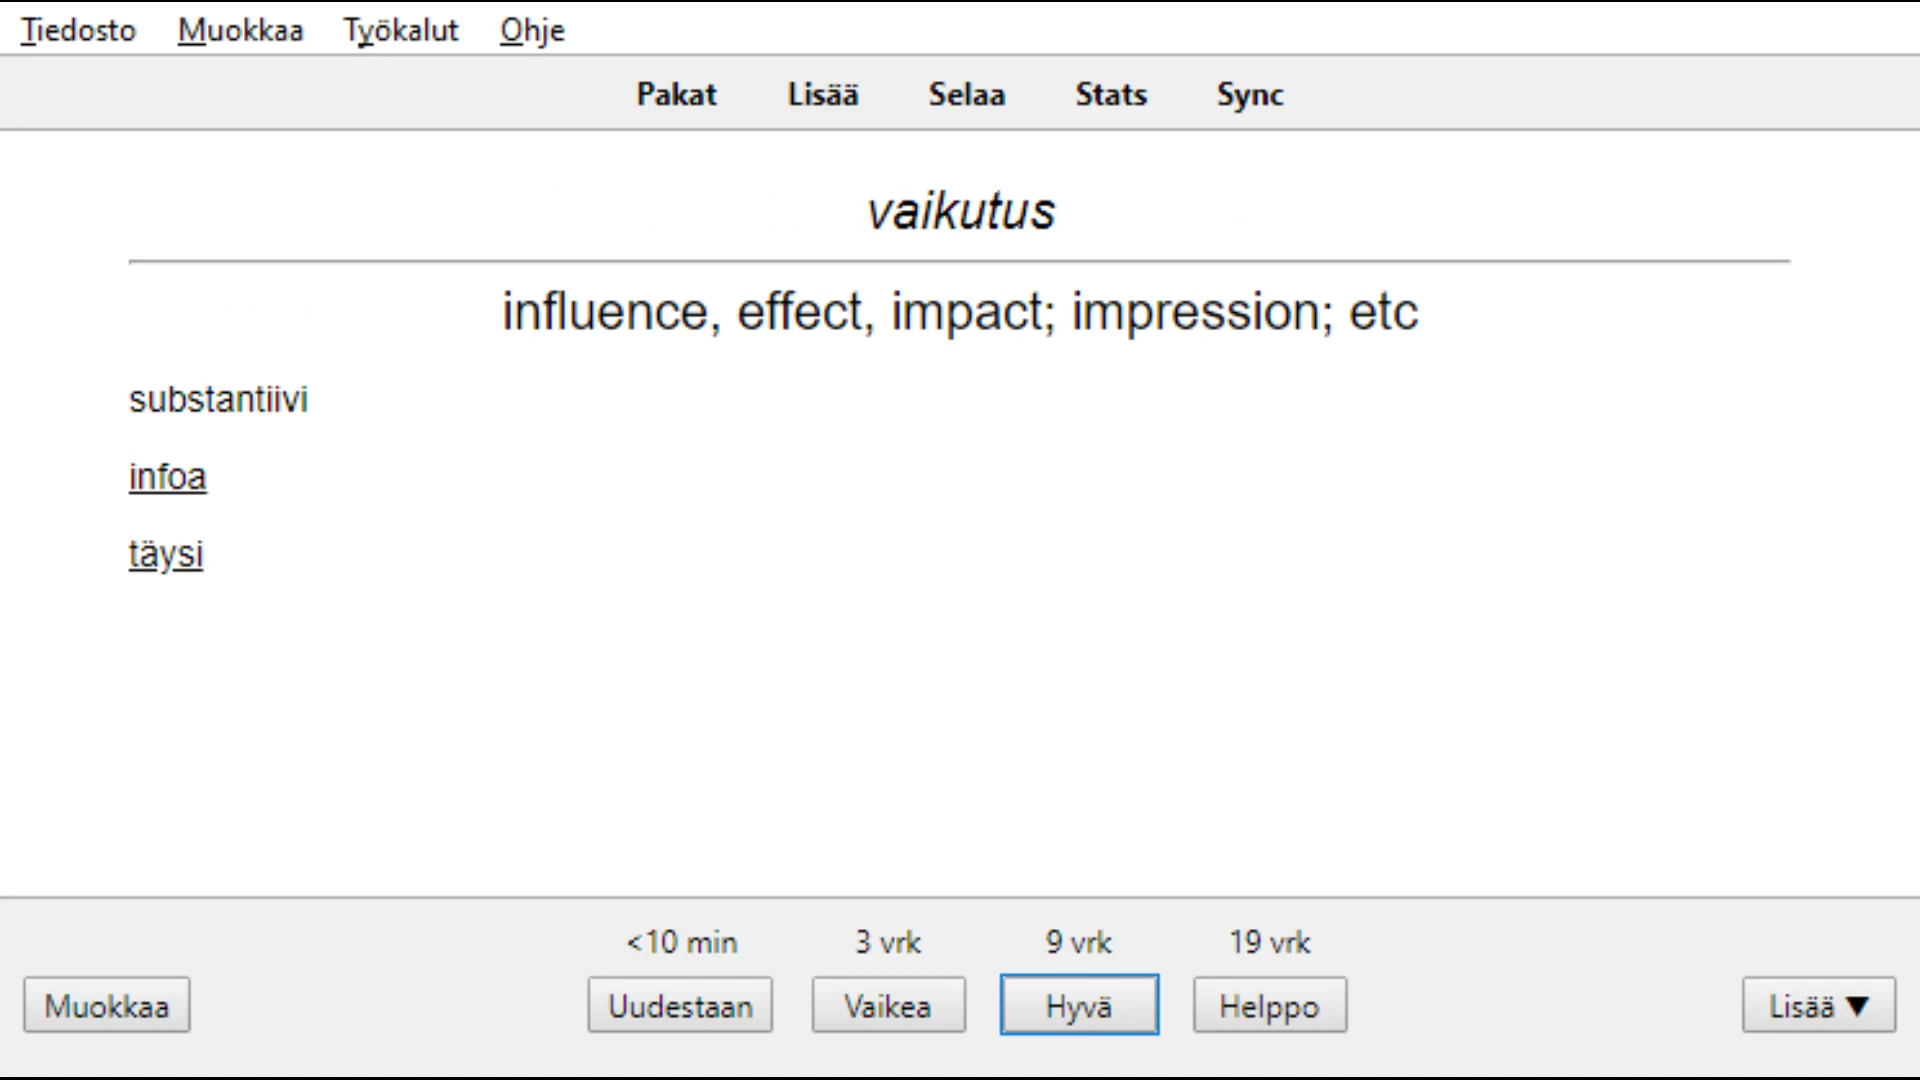 Tiedosto Muokkaa Työkalut Ohje
Pakat Lisää Selaa Stats Sync
vaikutus
influence, effect, impact; impression; etc
substantiivi
infoa
täysi
<10 min 3 vrk 9 vrk 19 vrk
Muokkaa Uudestaan Vaikea Hyvä Helppo Lisää ▼